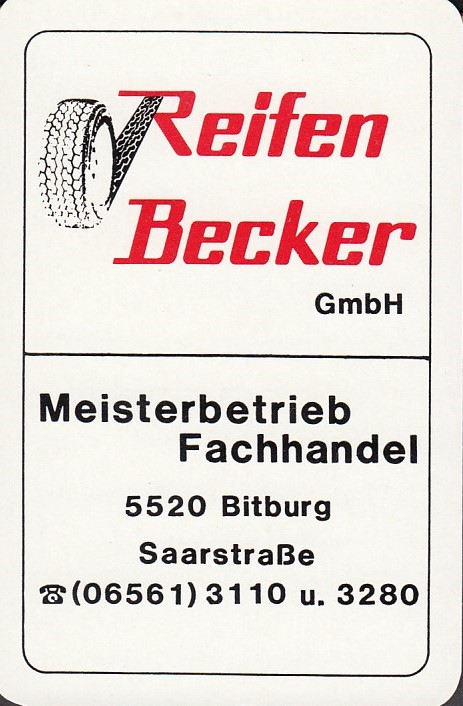 Reifen
Becker
GmbH
Meisterbetrieb
Fachhandel
5520 Bitburg
Saarstraße
☎ (06561) 3110 u. 3280